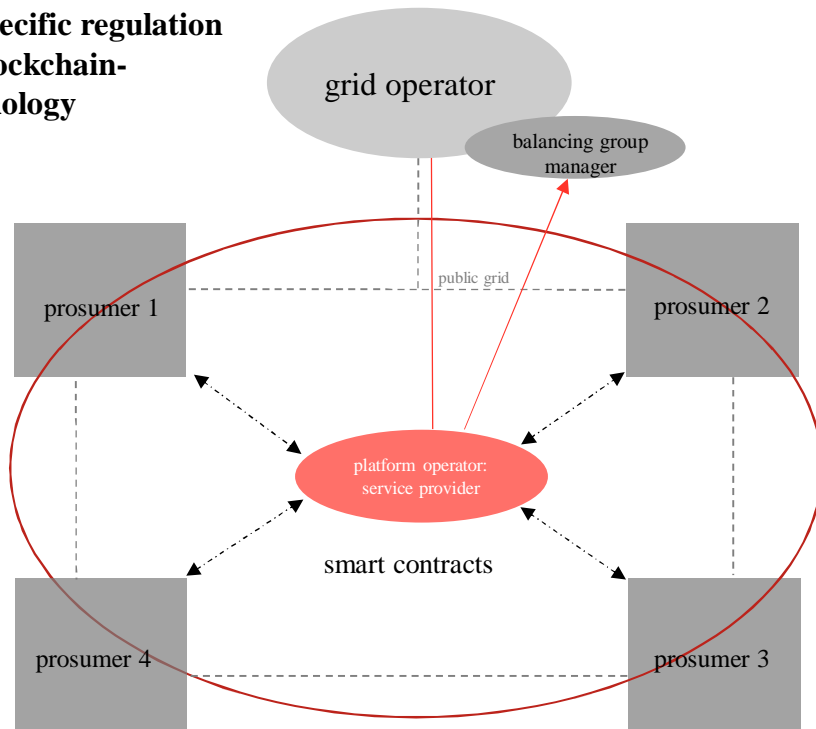 ecific regulation
ockchain-
ology
grid operator
balancing group
manager
public grid
prosumer 1
prosumer 2
platform operator:
service provider
smart contracts
prosumer 4
prosumer 3